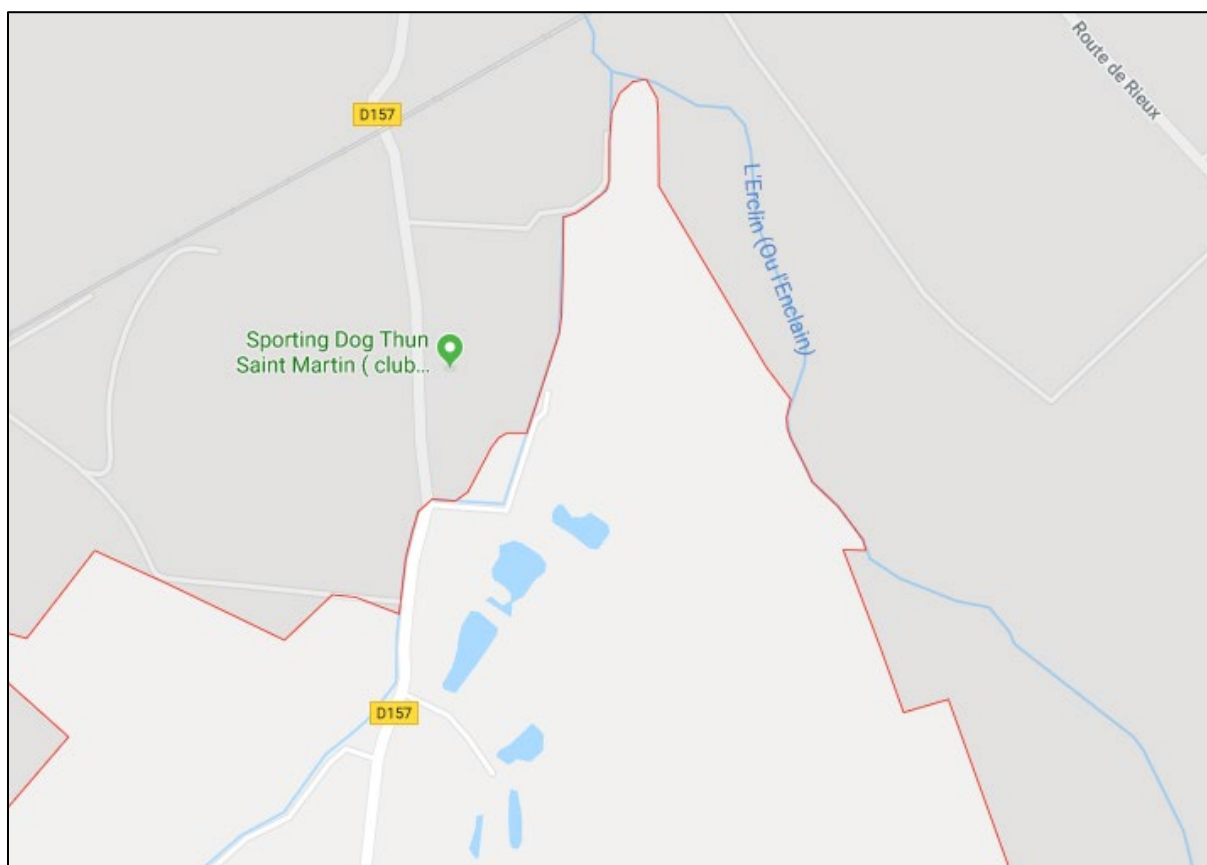 Route de Rieux
D157
L'Erclin (Ou l'Enclain)
Sporting Dog Thun
Saint Martin ( club...
D157